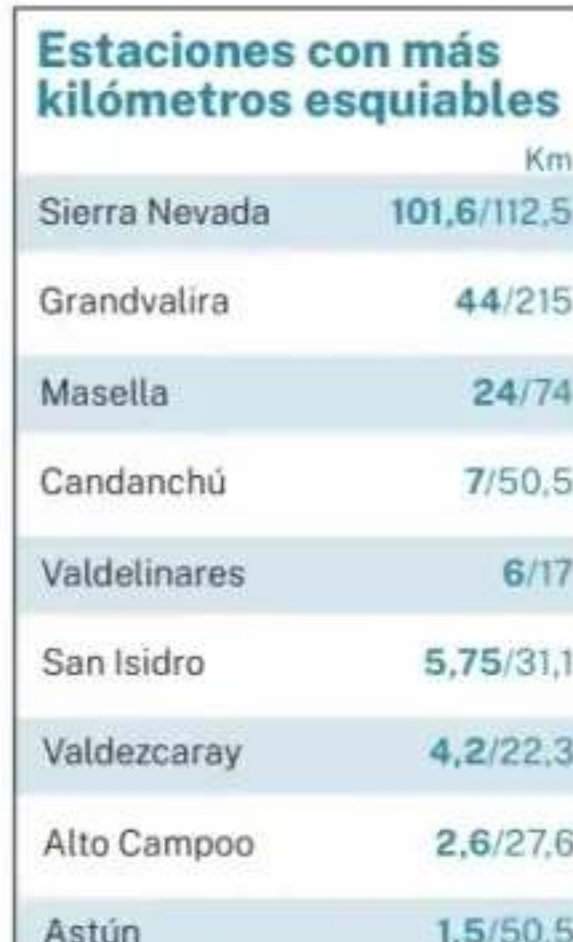 Estaciones con más
kilómetros esquiables
Km
Sierra Nevada 101,6/112,5
Grandvalira 44/215
Masella 24/74
Candanchú 7/50,5
Valdelinares 6/17
San Isidro 5,75/31,1
Valdezcaray 4,2/22,3
Alto Campoo 2,6/27,6
Astún 1,5/50,5